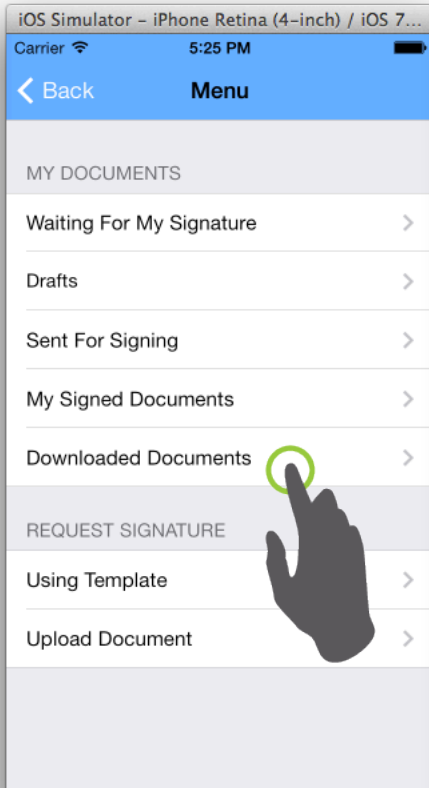 iOS Simulator – iPhone Retina (4-inch) / iOS 7...
Carrier 5:25 PM
Back Menu
MY DOCUMENTS
Waiting For My Signature
Drafts
Sent For Signing
My Signed Documents
Downloaded Documents
REQUEST SIGNATURE
Using Template
Upload Document